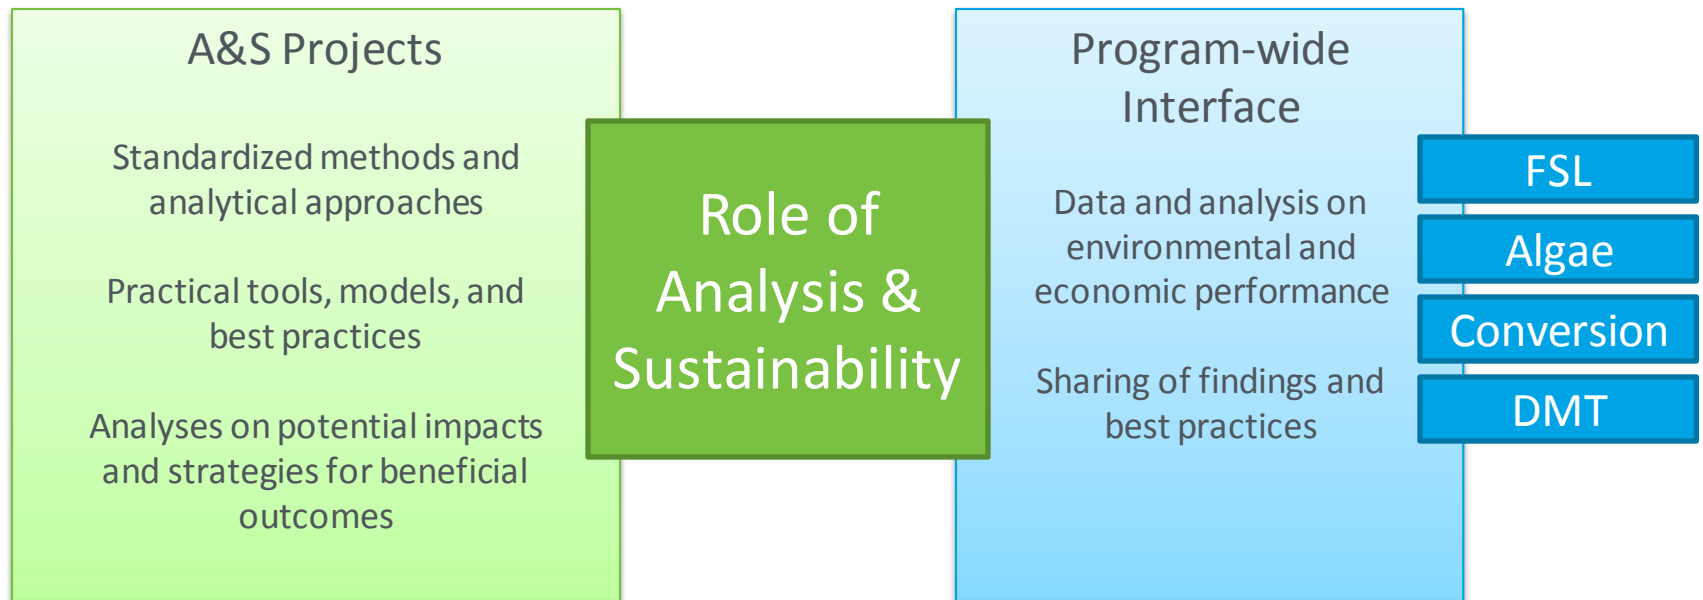 A&S Projects
Standardized methods and
analytical approaches
Practical tools, models, and
best practices
Analyses on potential impacts
and strategies for beneficial
outcomes
Role of
Analysis &
Sustainability
Program-wide
Interface
Data and analysis on
environmental and
economic performance
Sharing of findings and
best practices
FSL
Algae
Conversion
DMT